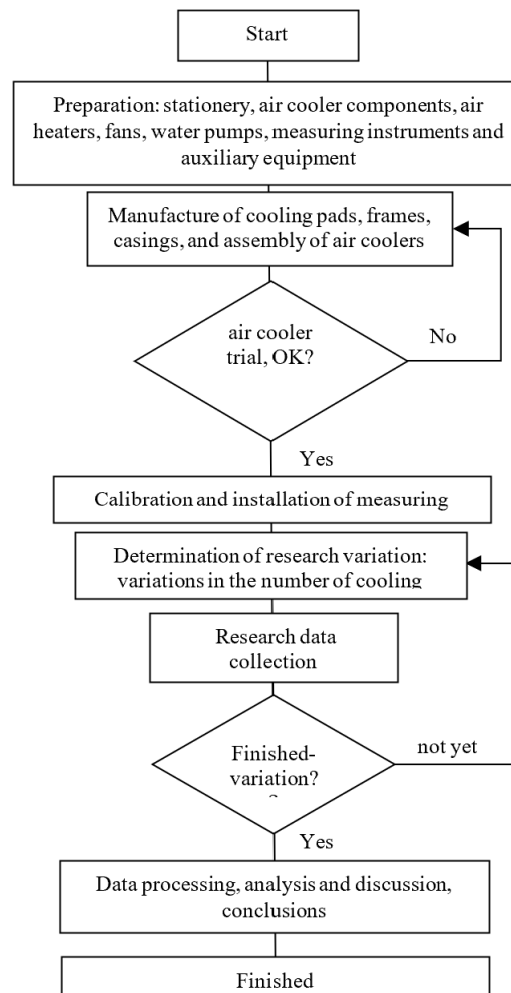 Start
Preparation: stationery, air cooler components, air
heaters, fans, water pumps, measuring instruments and
auxiliary equipment
Manufacture of cooling pads, frames,
casings, and assembly of air coolers
air cooler
trial, OK?
No
Yes
Calibration and installation of measuring
Determination of research variation:
variations in the number of cooling
Research data
collection
Finished-
variation?
not yet
Yes
Data processing, analysis and discussion,
conclusions
Finished